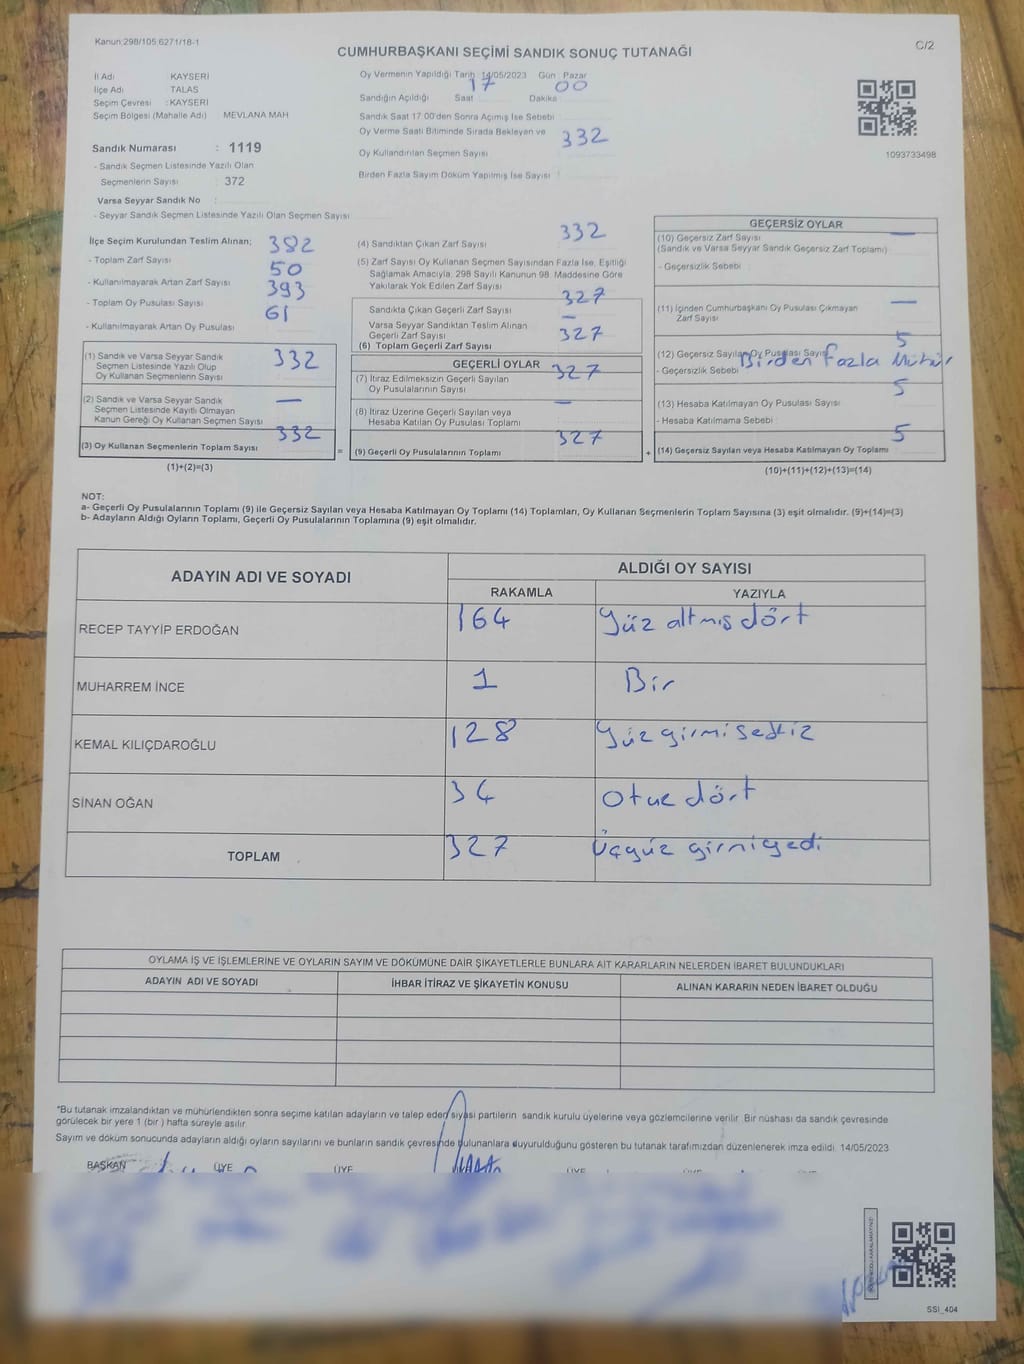 Kanun:298/105,6271/18-1
C/2
CUMHURBAŞKANI SEÇİMİ SANDIK SONUÇ TUTANAĞI
İl Adı KAYSERİ
İlçe Adı TALAS
Seçim Çevresi : KAYSERİ
Seçim Bölgesi (Mahalle Adı) MEVLANA MAH
Sandık Numarası : 1119
- Sandık Seçmen Listesinde Yazılı Olan
Seçmenlerin Sayısı : 372
Varsa Seyyar Sandık No :
- Seyyar Sandık Seçmen Listesinde Yazılı Olan Seçmen Sayısı
Oy Vermenin Yapıldığı Tarih 14/05/2023 Gün : Pazar
Sandığın Açıldığı Saat 17 Dakika 00
Sandık Saat 17:00'den Sonra Açılmış İse Sebebi :
Oy Verme Saati Bitiminde Sırada Bekleyen ve
Oy Kullandırılan Seçmen Sayısı 332
Birden Fazla Sayım Döküm Yapılmış İse Sayısı :
1093733498
İlçe Seçim Kurulundan Teslim Alınan;
- Toplam Zarf Sayısı 382
- Kullanılmayarak Artan Zarf Sayısı 50
- Toplam Oy Pusulası Sayısı 393
- Kullanılmayarak Artan Oy Pusulası 61
(1) Sandık ve Varsa Seyyar Sandık
Seçmen Listesinde Yazılı Olup
Oy Kullanan Seçmenlerin Sayısı 332
(2) Sandık ve Varsa Seyyar Sandık
Seçmen Listesinde Kayıtlı Olmayan
Kanun Gereği Oy Kullanan Seçmen Sayısı —
(3) Oy Kullanan Seçmenlerin Toplam Sayısı 332
(1)+(2)=(3)
(4) Sandıktan Çıkan Zarf Sayısı 332
(5) Zarf Sayısı Oy Kullanan Seçmen Sayısından Fazla İse, Eşitliği
Sağlamak Amacıyla, 298 Sayılı Kanunun 98. Maddesine Göre
Yakılarak Yok Edilen Zarf Sayısı
Sandıkta Çıkan Geçerli Zarf Sayısı 327
Varsa Seyyar Sandıktan Teslim Alınan
Geçerli Zarf Sayısı —
(6) Toplam Geçerli Zarf Sayısı 327
GEÇERLİ OYLAR
(7) İtiraz Edilmeksizin Geçerli Sayılan
Oy Pusulalarının Sayısı 327
(8) İtiraz Üzerine Geçerli Sayılan veya
Hesaba Katılan Oy Pusulası Toplamı —
=
(9) Geçerli Oy Pusulalarının Toplamı 327
+
GEÇERSİZ OYLAR
(10) Geçersiz Zarf Sayısı —
(Sandık ve Varsa Seyyar Sandık Geçersiz Zarf Toplamı)
- Geçersizlik Sebebi :
(11) İçinden Cumhurbaşkanı Oy Pusulası Çıkmayan
Zarf Sayısı —
(12) Geçersiz Sayılan Oy Pusulası Sayısı 5
- Geçersizlik Sebebi Birden Fazla Mühür
(13) Hesaba Katılmayan Oy Pusulası Sayısı 5
- Hesaba Katılmama Sebebi :
(14) Geçersiz Sayılan veya Hesaba Katılmayan Oy Toplamı 5
(10)+(11)+(12)+(13)=(14)
NOT:
a- Geçerli Oy Pusulalarının Toplamı (9) ile Geçersiz Sayılan veya Hesaba Katılmayan Oy Toplamı (14) Toplamları, Oy Kullanan Seçmenlerin Toplam Sayısına (3) eşit olmalıdır. (9)+(14)=(3)
b- Adayların Aldığı Oyların Toplamı, Geçerli Oy Pusulalarının Toplamına (9) eşit olmalıdır.
ADAYIN ADI VE SOYADI ALDIĞI OY SAYISI
RAKAMLA YAZIYLA
RECEP TAYYİP ERDOĞAN 164 Yüz altmış dört
MUHARREM İNCE 1 Bir
KEMAL KILIÇDAROĞLU 128 Yüz yirmi sekiz
SİNAN OĞAN 34 Otuz dört
TOPLAM 327 Üçyüz yirmiyedi
OYLAMA İŞ VE İŞLEMLERİNE VE OYLARIN SAYIM VE DÖKÜMÜNE DAİR ŞİKAYETLERLE BUNLARA AİT KARARLARIN NELERDEN İBARET BULUNDUKLARI
ADAYIN ADI VE SOYADI İHBAR İTİRAZ VE ŞİKAYETİN KONUSU ALINAN KARARIN NEDEN İBARET OLDUĞU
*Bu tutanak imzalandıktan ve mühürlendikten sonra seçime katılan adayların ve talep eden siyasi partilerin sandık kurulu üyelerine veya gözlemcilerine verilir. Bir nüshası da sandık çevresinde
görülecek bir yere 1 (bir) hafta süreyle asılır.
Sayım ve döküm sonucunda adayların aldığı oyların sayılarını ve bunların sandık çevresinde bulunanlara duyurulduğunu gösteren bu tutanak tarafımızdan düzenlenerek imza edildi. 14/05/2023
BAŞKAN ÜYE ÜYE ÜYE
SSI_404